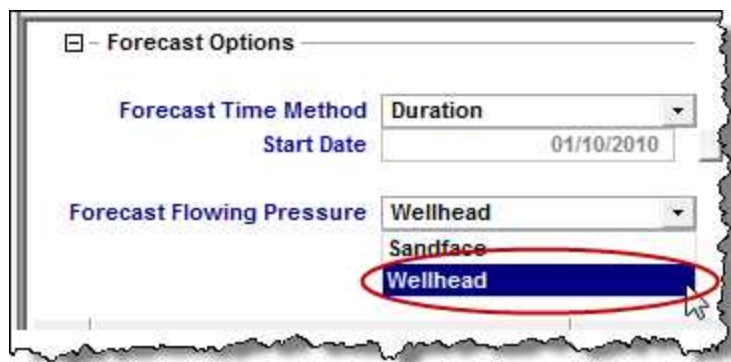 Forecast Options
Forecast Time Method Duration
Start Date 01/10/2010
Forecast Flowing Pressure Wellhead
Sandface
Wellhead